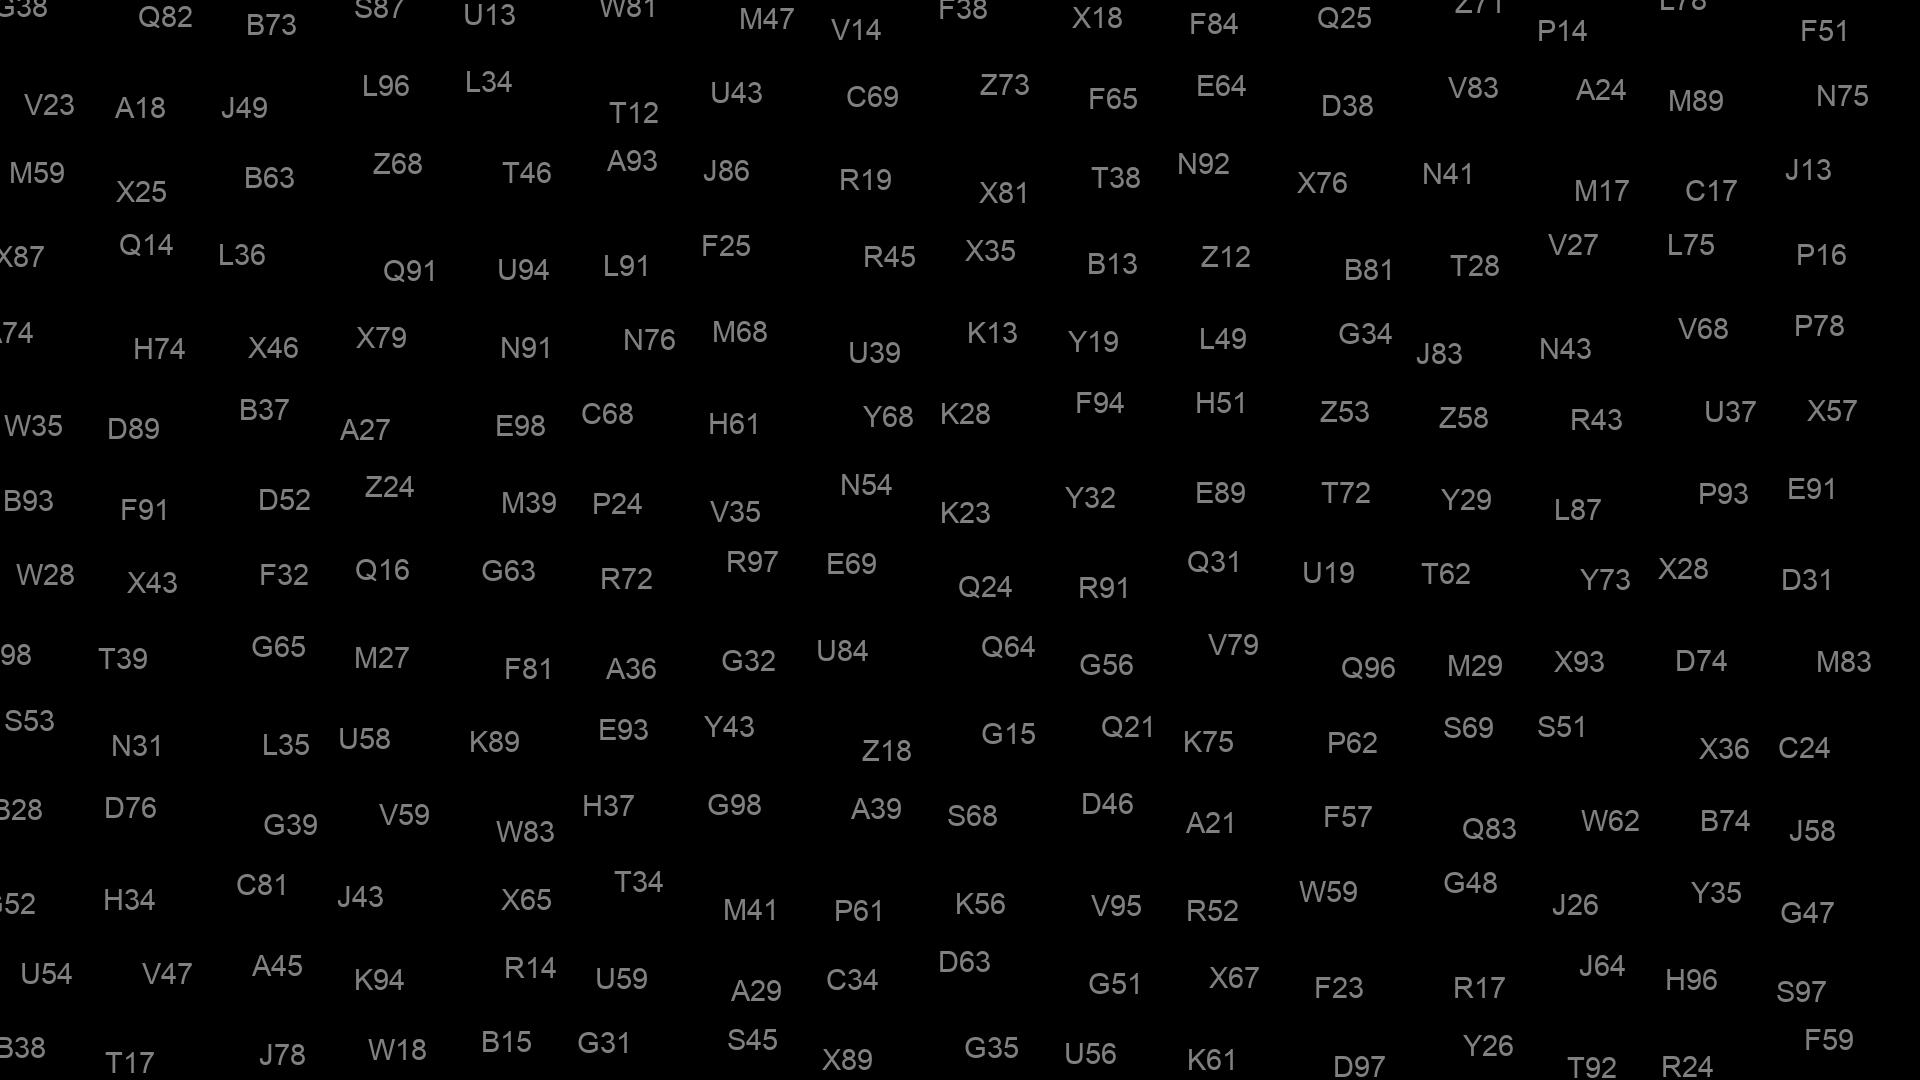 G38 Q82 B73 S87 U13 W81 M47 V14 F38 X18 F84 Q25 Z71 P14 L78 F51
V23 A18 J49 L96 L34 T12 U43 C69 Z73 F65 E64 D38 V83 A24 M89 N75
M59 X25 B63 Z68 T46 A93 J86 R19 X81 T38 N92 X76 N41 M17 C17 J13
X87 Q14 L36 Q91 U94 L91 F25 R45 X35 B13 Z12 B81 T28 V27 L75 P16
74 H74 X46 X79 N91 N76 M68 U39 K13 Y19 L49 G34 J83 N43 V68 P78
W35 D89 B37 A27 E98 C68 H61 Y68 K28 F94 H51 Z53 Z58 R43 U37 X57
B93 F91 D52 Z24 M39 P24 V35 N54 K23 Y32 E89 T72 Y29 L87 P93 E91
W28 X43 F32 Q16 G63 R72 R97 E69 Q24 R91 Q31 U19 T62 Y73 X28 D31
98 T39 G65 M27 F81 A36 G32 U84 Q64 G56 V79 Q96 M29 X93 D74 M83
S53 N31 L35 U58 K89 E93 Y43 Z18 G15 Q21 K75 P62 S69 S51 X36 C24
B28 D76 G39 V59 W83 H37 G98 A39 S68 D46 A21 F57 Q83 W62 B74 J58
52 H34 C81 J43 X65 T34 M41 P61 K56 V95 R52 W59 G48 J26 Y35 G47
U54 V47 A45 K94 R14 U59 A29 C34 D63 G51 X67 F23 R17 J64 H96 S97
B38 T17 J78 W18 B15 G31 S45 X89 G35 U56 K61 D97 Y26 T92 R24 F59